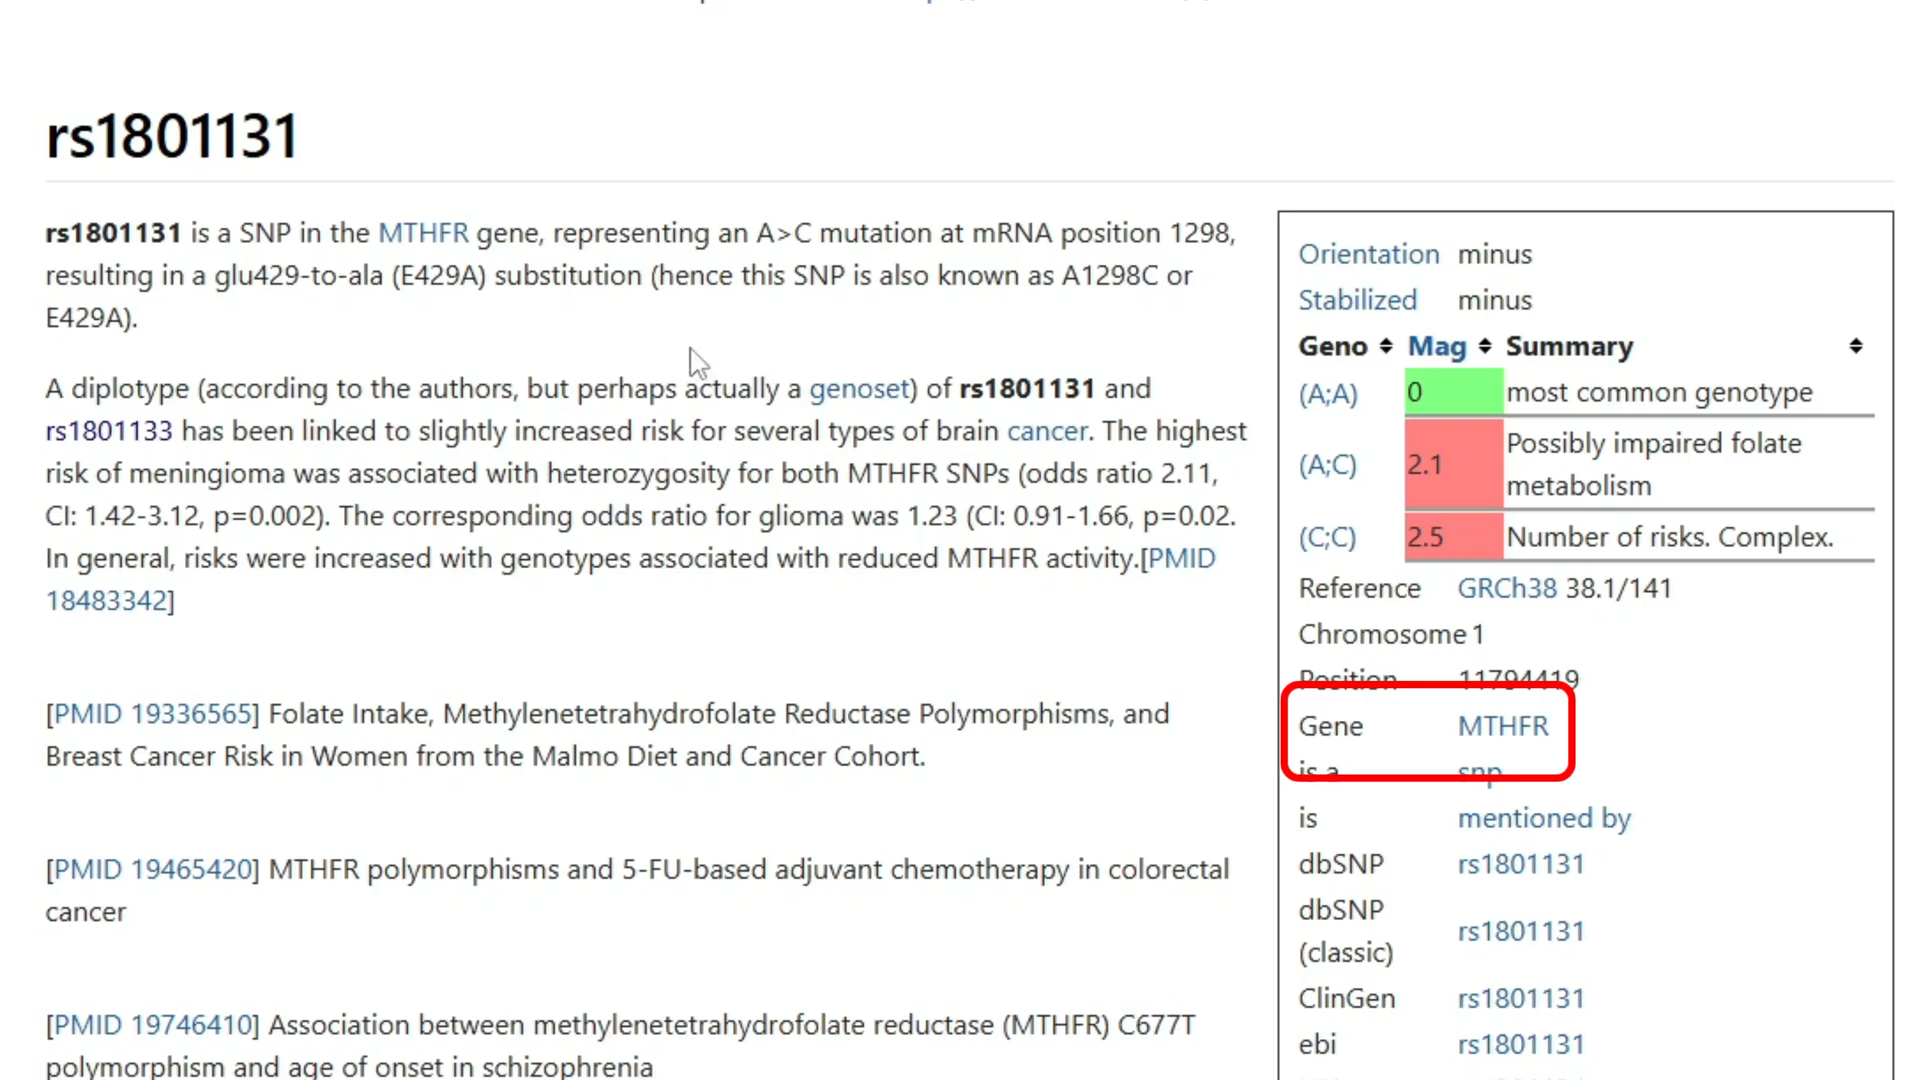 rs1801131
rs1801131 is a SNP in the MTHFR gene, representing an A>C mutation at mRNA position 1298,
resulting in a glu429-to-ala (E429A) substitution (hence this SNP is also known as A1298C or
E429A).
A diplotype (according to the authors, but perhaps actually a genoset) of rs1801131 and
rs1801133 has been linked to slightly increased risk for several types of brain cancer. The highest
risk of meningioma was associated with heterozygosity for both MTHFR SNPs (odds ratio 2.11,
CI: 1.42-3.12, p=0.002). The corresponding odds ratio for glioma was 1.23 (CI: 0.91-1.66, p=0.02.
In general, risks were increased with genotypes associated with reduced MTHFR activity.[PMID
18483342]
[PMID 19336565] Folate Intake, Methylenetetrahydrofolate Reductase Polymorphisms, and
Breast Cancer Risk in Women from the Malmo Diet and Cancer Cohort.
[PMID 19465420] MTHFR polymorphisms and 5-FU-based adjuvant chemotherapy in colorectal
cancer
[PMID 19746410] Association between methylenetetrahydrofolate reductase (MTHFR) C677T
polymorphism and age of onset in schizophrenia
Orientation minus
Stabilized minus
Geno Mag Summary
(A;A) 0 most common genotype
(A;C) 2.1 Possibly impaired folate
metabolism
(C;C) 2.5 Number of risks. Complex.
Reference GRCh38 38.1/141
Chromosome 1
Position 11794419
Gene MTHFR
is a snp
is mentioned by
dbSNP rs1801131
dbSNP
(classic) rs1801131
ClinGen rs1801131
ebi rs1801131